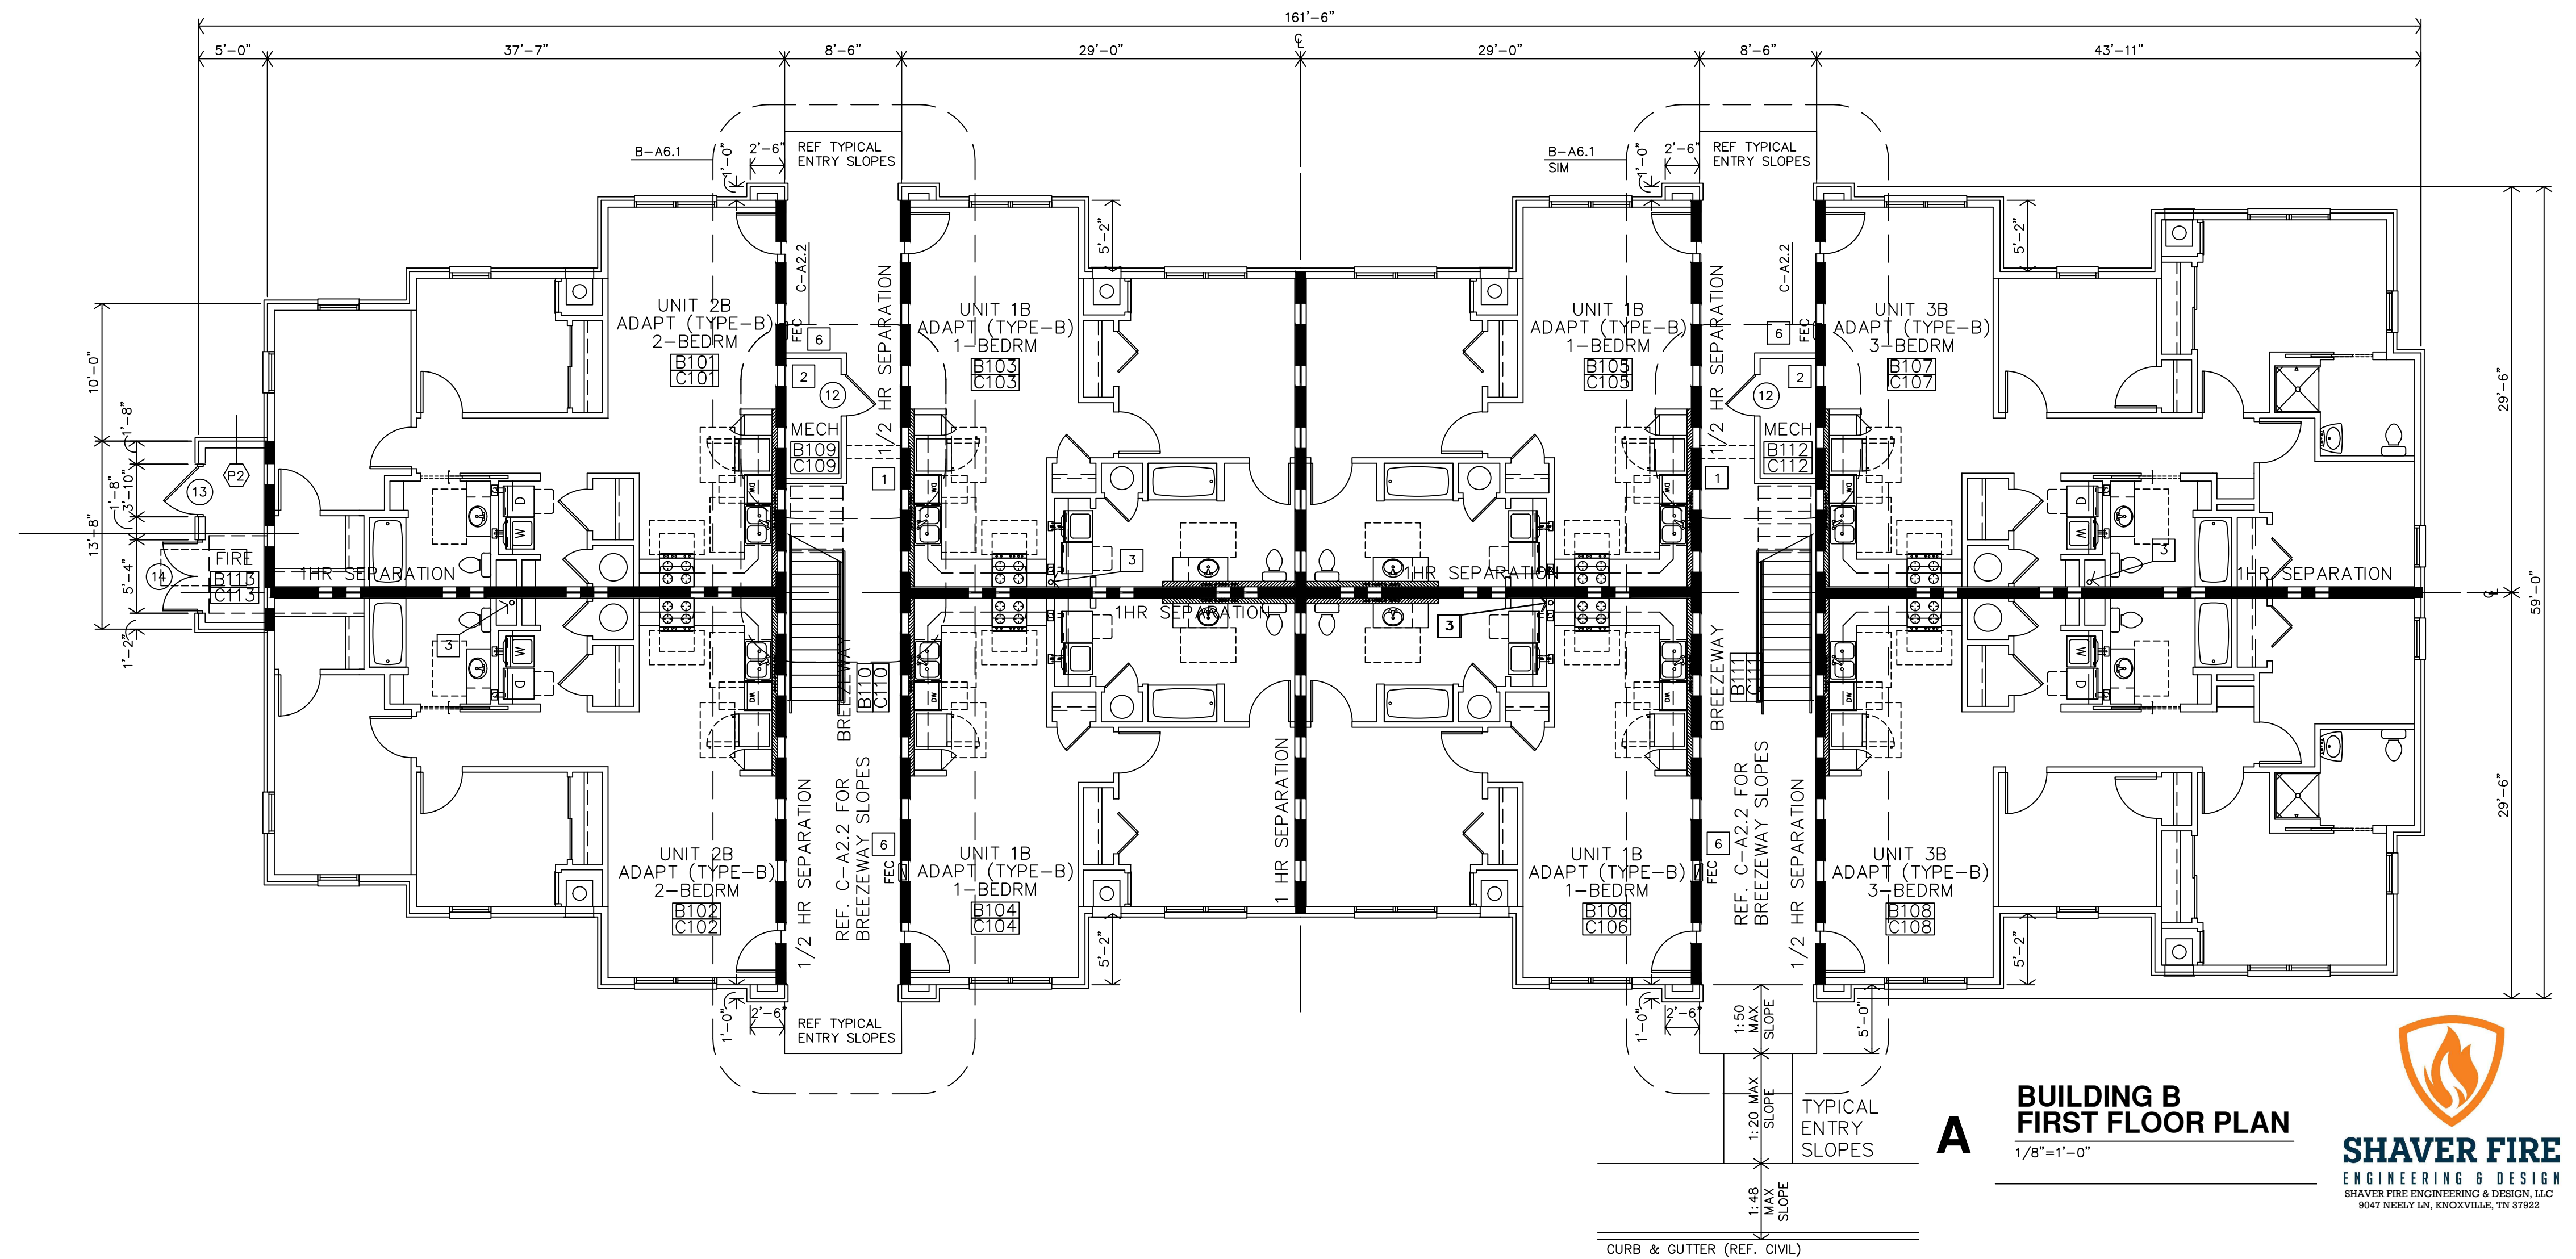 161'-6"
5'-0"
37'-7"
8'-6"
29'-0"
29'-0"
8'-6"
43'-11"
B-A6.1
1'-0"
2'-6"
REF TYPICAL
ENTRY SLOPES
B-A6.1
SIM
1'-0"
2'-6"
REF TYPICAL
ENTRY SLOPES
5'-2"
5'-2"
C-A2.2
FEC
6
1/2 HR SEPARATION
1/2 HR SEPARATION
C-A2.2
6
FEC
UNIT 2B
ADAPT (TYPE-B)
2-BEDRM
B101
C101
UNIT 1B
ADAPT (TYPE-B)
1-BEDRM
B103
C103
UNIT 1B
ADAPT (TYPE-B)
1-BEDRM
B105
C105
UNIT 3B
ADAPT (TYPE-B)
3-BEDRM
B107
C107
2
12
MECH
B109
C109
1
2
12
MECH
B112
C112
1
10'-0"
1'-8"
3'-10"
1'-8"
13'-8"
5'-4"
1'-2"
P2
13
14
FIRE
B113
C113
D
W
DW
DW
DW
DW
D
W
1HR SEPARATION
3
1HR SEPARATION
3
1HR SEPARATION
29'-6"
59'-0"
29'-6"
3
W
D
1HR SEPARATION
3
W
D
DW
DW
DW
DW
BREEZEWAY
B110
C110
BREEZEWAY
B111
C111
1/2 HR SEPARATION
REF. C-A2.2 FOR
BREEZEWAY SLOPES
1 HR SEPARATION
REF. C-A2.2 FOR
BREEZEWAY SLOPES
1/2 HR SEPARATION
6
FEC
6
FEC
UNIT 2B
ADAPT (TYPE-B)
2-BEDRM
B102
C102
UNIT 1B
ADAPT (TYPE-B)
1-BEDRM
B104
C104
UNIT 1B
ADAPT (TYPE-B)
1-BEDRM
B106
C106
UNIT 3B
ADAPT (TYPE-B)
3-BEDRM
B108
C108
5'-2"
5'-2"
1'-0"
2'-6"
REF TYPICAL
ENTRY SLOPES
1'-0"
2'-6"
1:50
MAX
SLOPE
5'-0"
1:20 MAX
SLOPE
TYPICAL
ENTRY
SLOPES
1:48
MAX
SLOPE
CURB & GUTTER (REF. CIVIL)
A
BUILDING B
FIRST FLOOR PLAN
1/8"=1'-0"
SHAVER FIRE
ENGINEERING & DESIGN
SHAVER FIRE ENGINEERING & DESIGN, LLC
9047 NEELY LN, KNOXVILLE, TN 37922